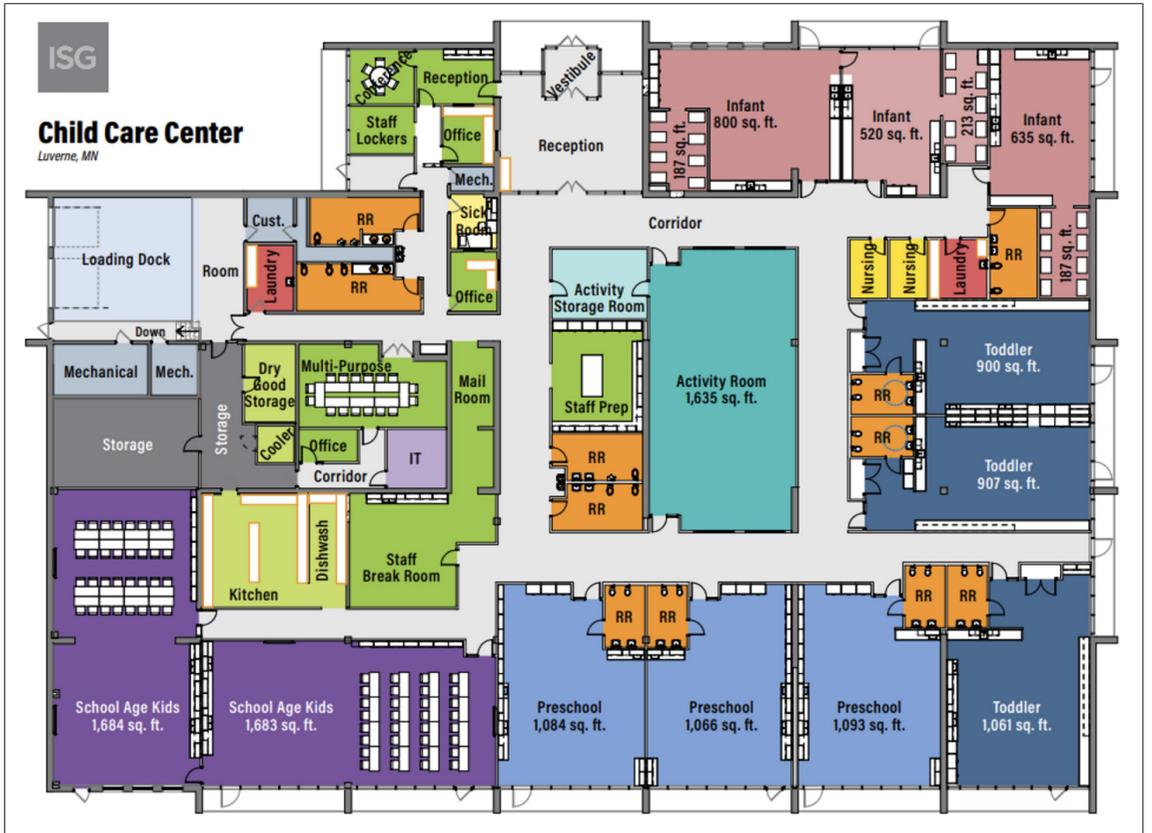 ISG
Child Care Center
Luverne, MN
Conference
Reception
Vestibule
Staff
Lockers
Office
Reception
Mech.
Infant
800 sq. ft.
187 sq. ft.
Infant
520 sq. ft.
213 sq. ft.
Infant
635 sq. ft.
187 sq. ft.
Corridor
Loading Dock
Room
Cust.
RR
Sick
Room
Laundry
RR
Office
Down
Activity
Storage Room
Nursing
Nursing
Laundry
RR
Mechanical
Mech.
Storage
Storage
Dry
Good
Storage
Cooler
Multi-Purpose
Mail
Room
Office
Corridor
IT
Staff Prep
RR
RR
Activity Room
1,635 sq. ft.
Toddler
900 sq. ft.
RR
RR
Toddler
907 sq. ft.
Kitchen
Dishwash
Staff
Break Room
RR
RR
RR
RR
School Age Kids
1,684 sq. ft.
School Age Kids
1,683 sq. ft.
Preschool
1,084 sq. ft.
Preschool
1,066 sq. ft.
Preschool
1,093 sq. ft.
Toddler
1,061 sq. ft.